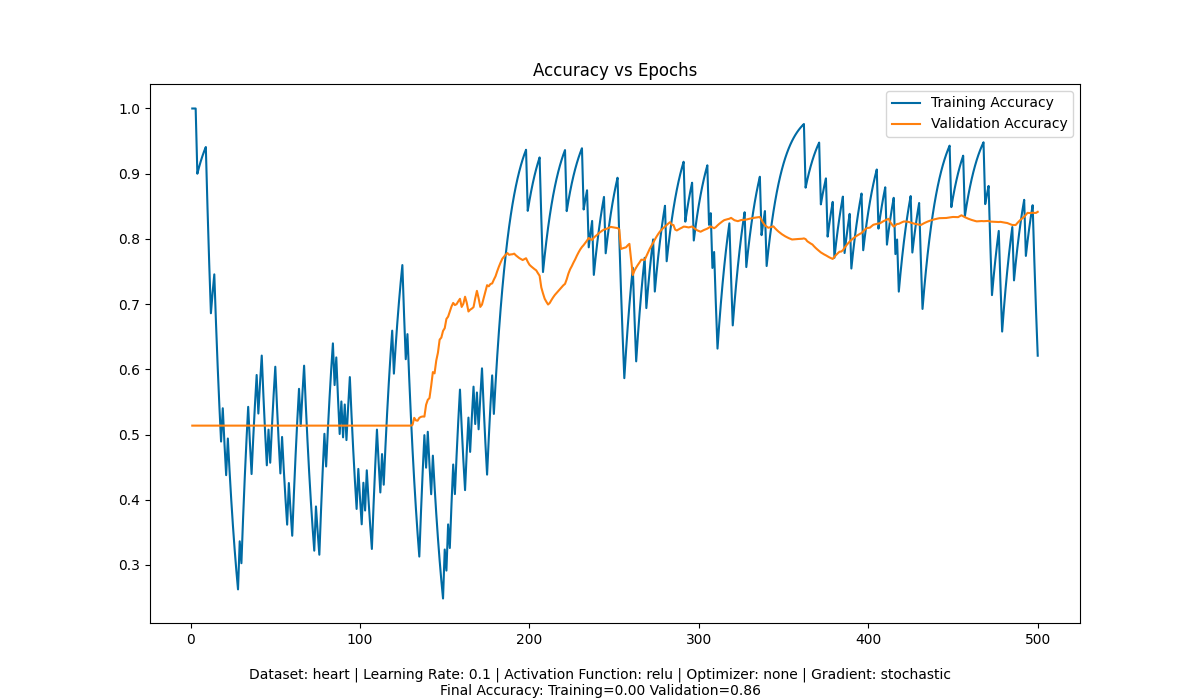 Accuracy vs Epochs
Training Accuracy
Validation Accuracy
1.0
0.9
0.8
0.7
0.6
0.5
0.4
0.3
0 100 200 300 400 500
Dataset: heart | Learning Rate: 0.1 | Activation Function: relu | Optimizer: none | Gradient: stochastic
Final Accuracy: Training=0.00 Validation=0.86